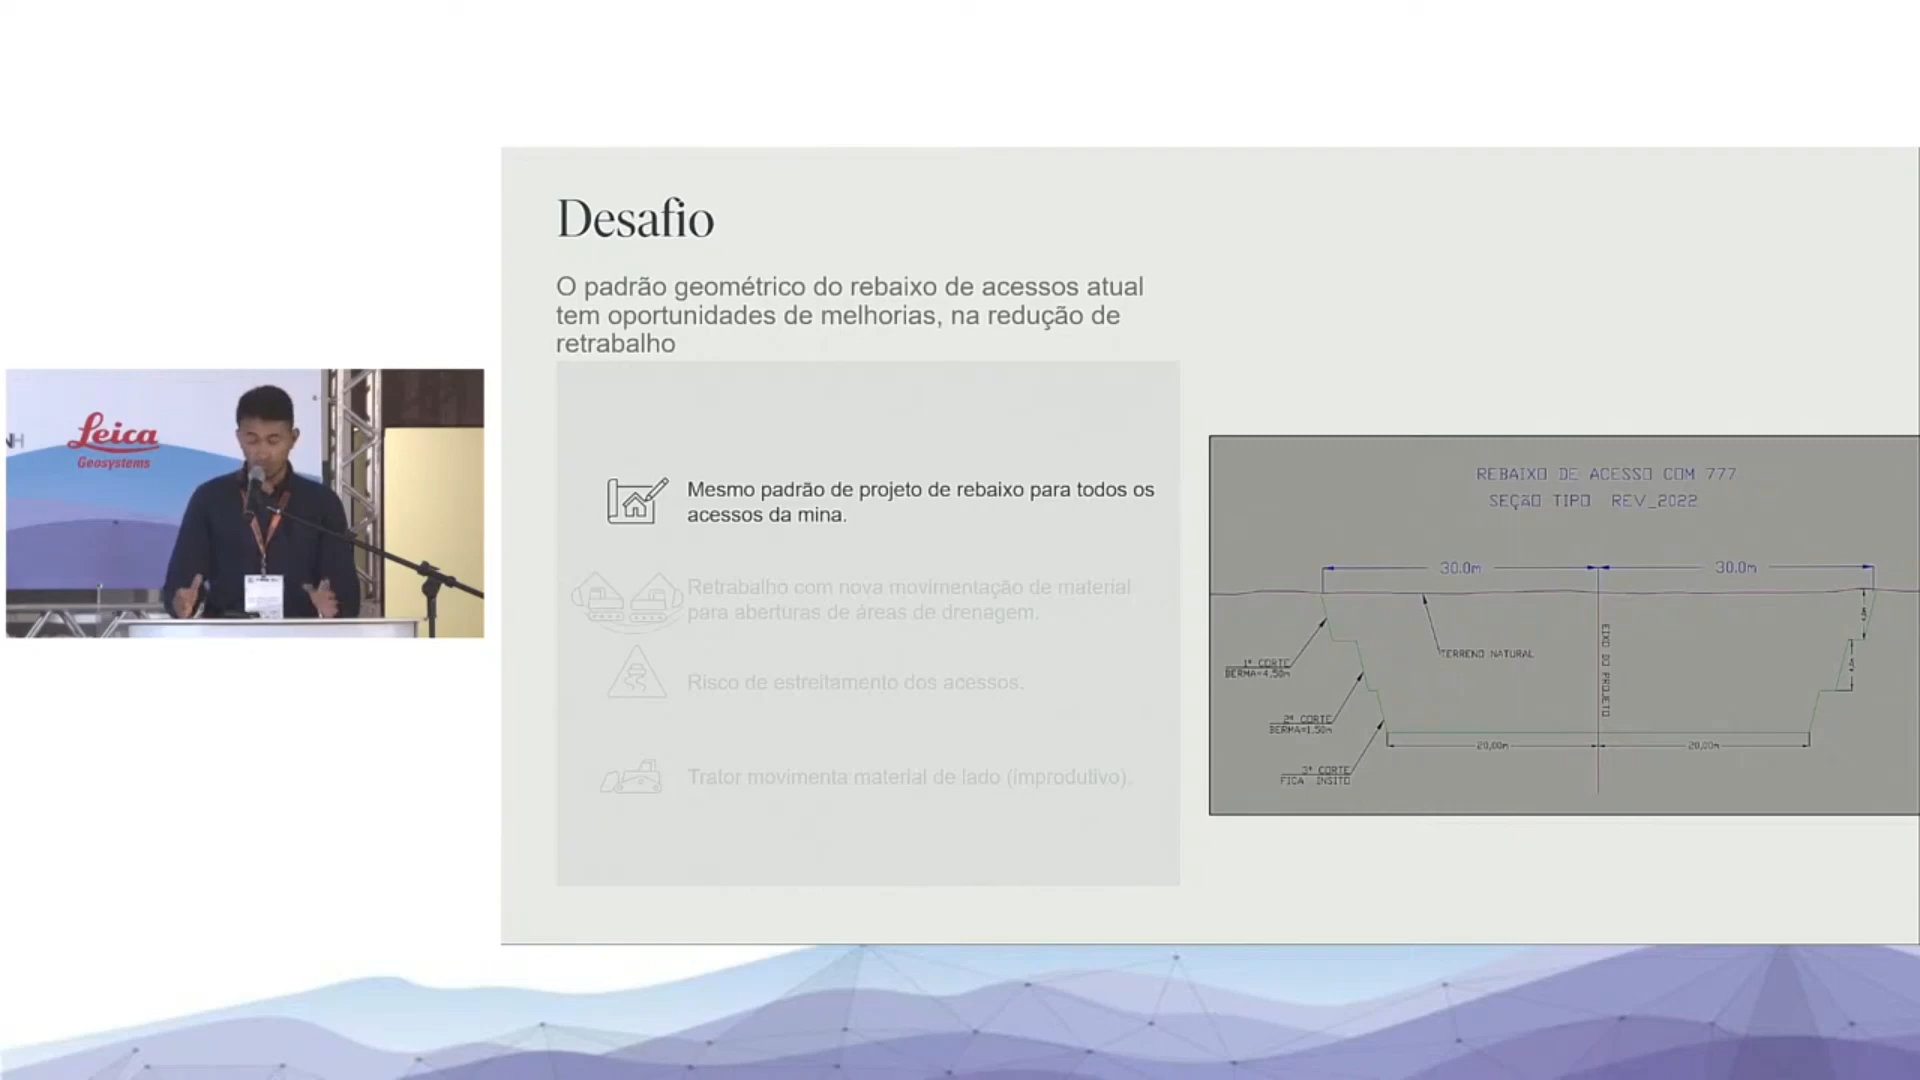 Desafio
O padrão geométrico do rebaixo de acessos atual
tem oportunidades de melhorias, na redução de
retrabalho
Mesmo padrão de projeto de rebaixo para todos os
acessos da mina.
Retrabalho com nova movimentação de material
para aberturas de áreas de drenagem.
Risco de estreitamento dos acessos.
Trator movimenta material de lado (improdutivo).
Leica
Geosystems
REBAIXO DE ACESSO COM 777
SEÇÃO TIPO REV_2022
30.0m
30.0m
TERRENO NATURAL
EIXO DO PROJETO
1º CORTE
BERMA=4,50m
2º CORTE
BERMA=1,50m
3º CORTE
FICA INSITO
20,00m
20,00m